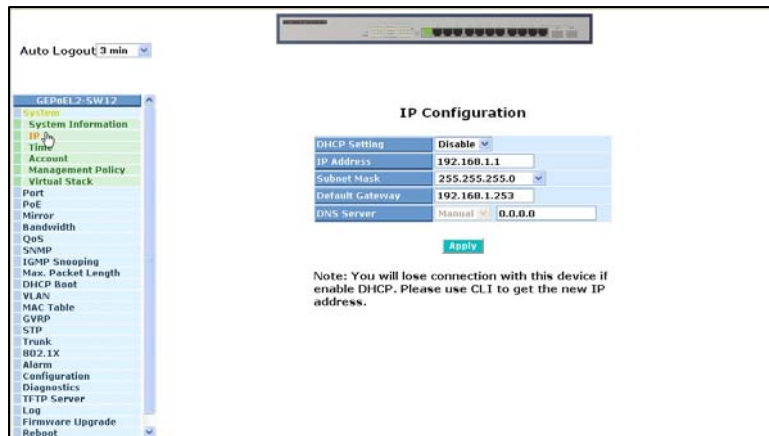 Auto Logout 3 min
GEPoEL2-SW12
System
System Information
IP
Time
Account
Management Policy
Virtual Stack
Port
PoE
Mirror
Bandwidth
QoS
SNMP
IGMP Snooping
Max. Packet Length
DHCP Boot
VLAN
MAC Table
GVRP
STP
Trunk
802.1X
Alarm
Configuration
Diagnostics
TFTP Server
Log
Firmware Upgrade
Reboot
IP Configuration
DHCP Setting Disable
IP Address 192.168.1.1
Subnet Mask 255.255.255.0
Default Gateway 192.168.1.253
DNS Server Manual 0.0.0.0
Apply
Note: You will lose connection with this device if
enable DHCP. Please use CLI to get the new IP
address.